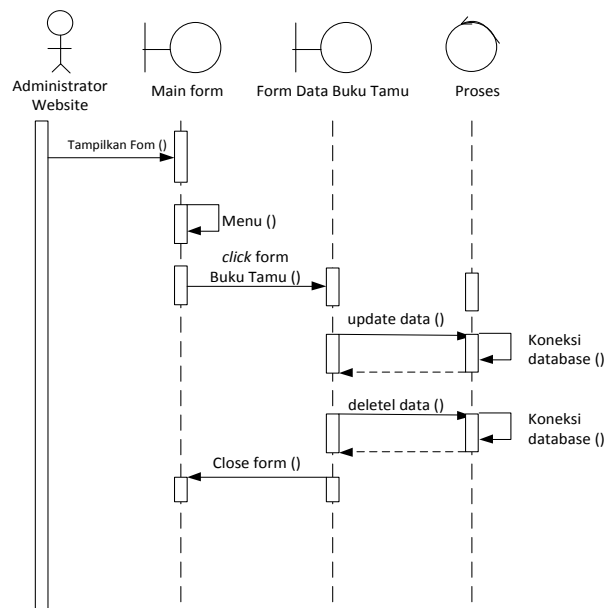 Administrator
Website
Main form
Form Data Buku Tamu
Proses
Tampilkan Fom ()
Menu ()
click form
Buku Tamu ()
update data ()
Koneksi
database ()
deletel data ()
Koneksi
database ()
Close form ()